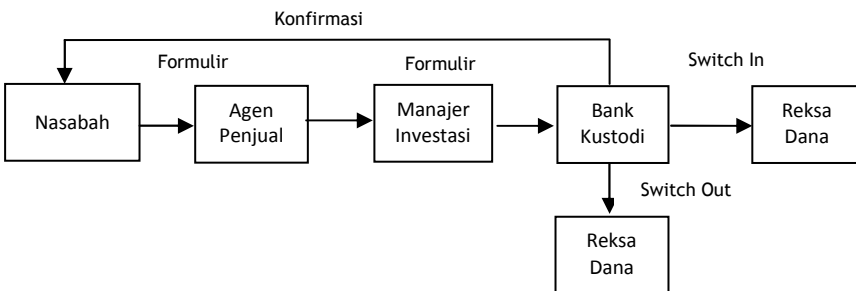 Konfirmasi
Formulir
Formulir
Switch In
Nasabah
Agen
Penjual
Manajer
Investasi
Bank
Kustodi
Reksa
Dana
Switch Out
Reksa
Dana